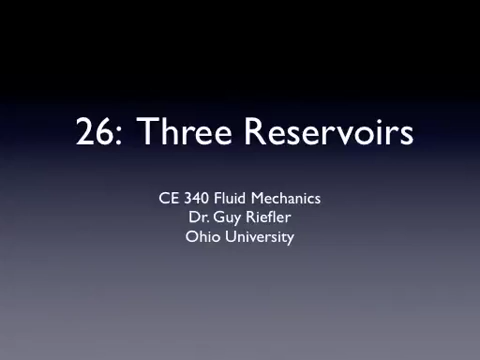 26: Three Reservoirs
CE 340 Fluid Mechanics
Dr. Guy Riefler
Ohio University